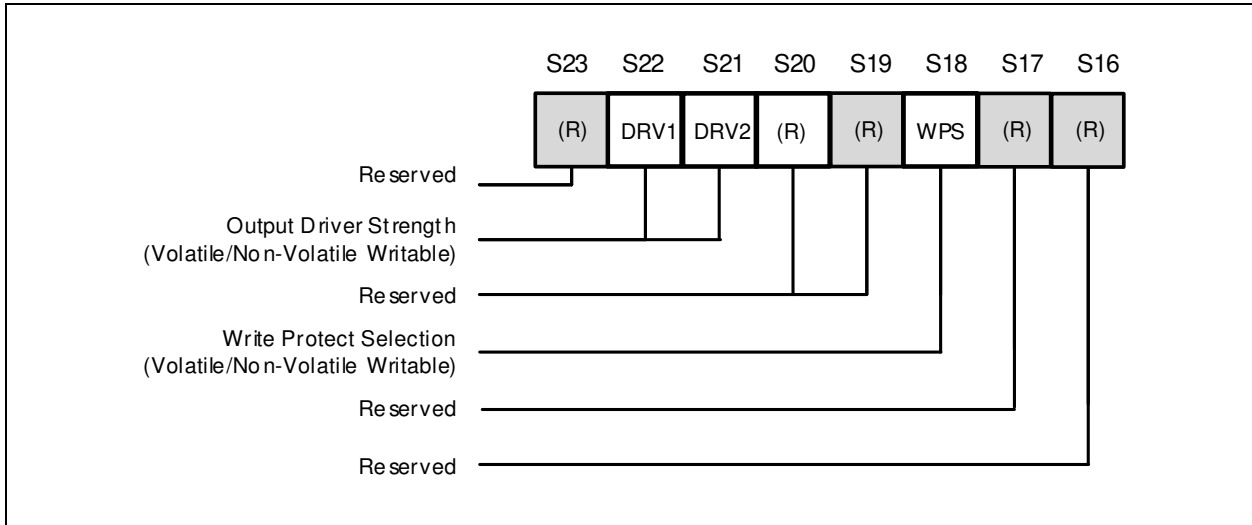 S23 S22 S21 S20 S19 S18 S17 S16
(R) DRV1 DRV2 (R) (R) WPS (R) (R)
Reserved
Output Driver Strength
(Volatile/Non-Volatile Writable)
Reserved
Write Protect Selection
(Volatile/Non-Volatile Writable)
Reserved
Reserved